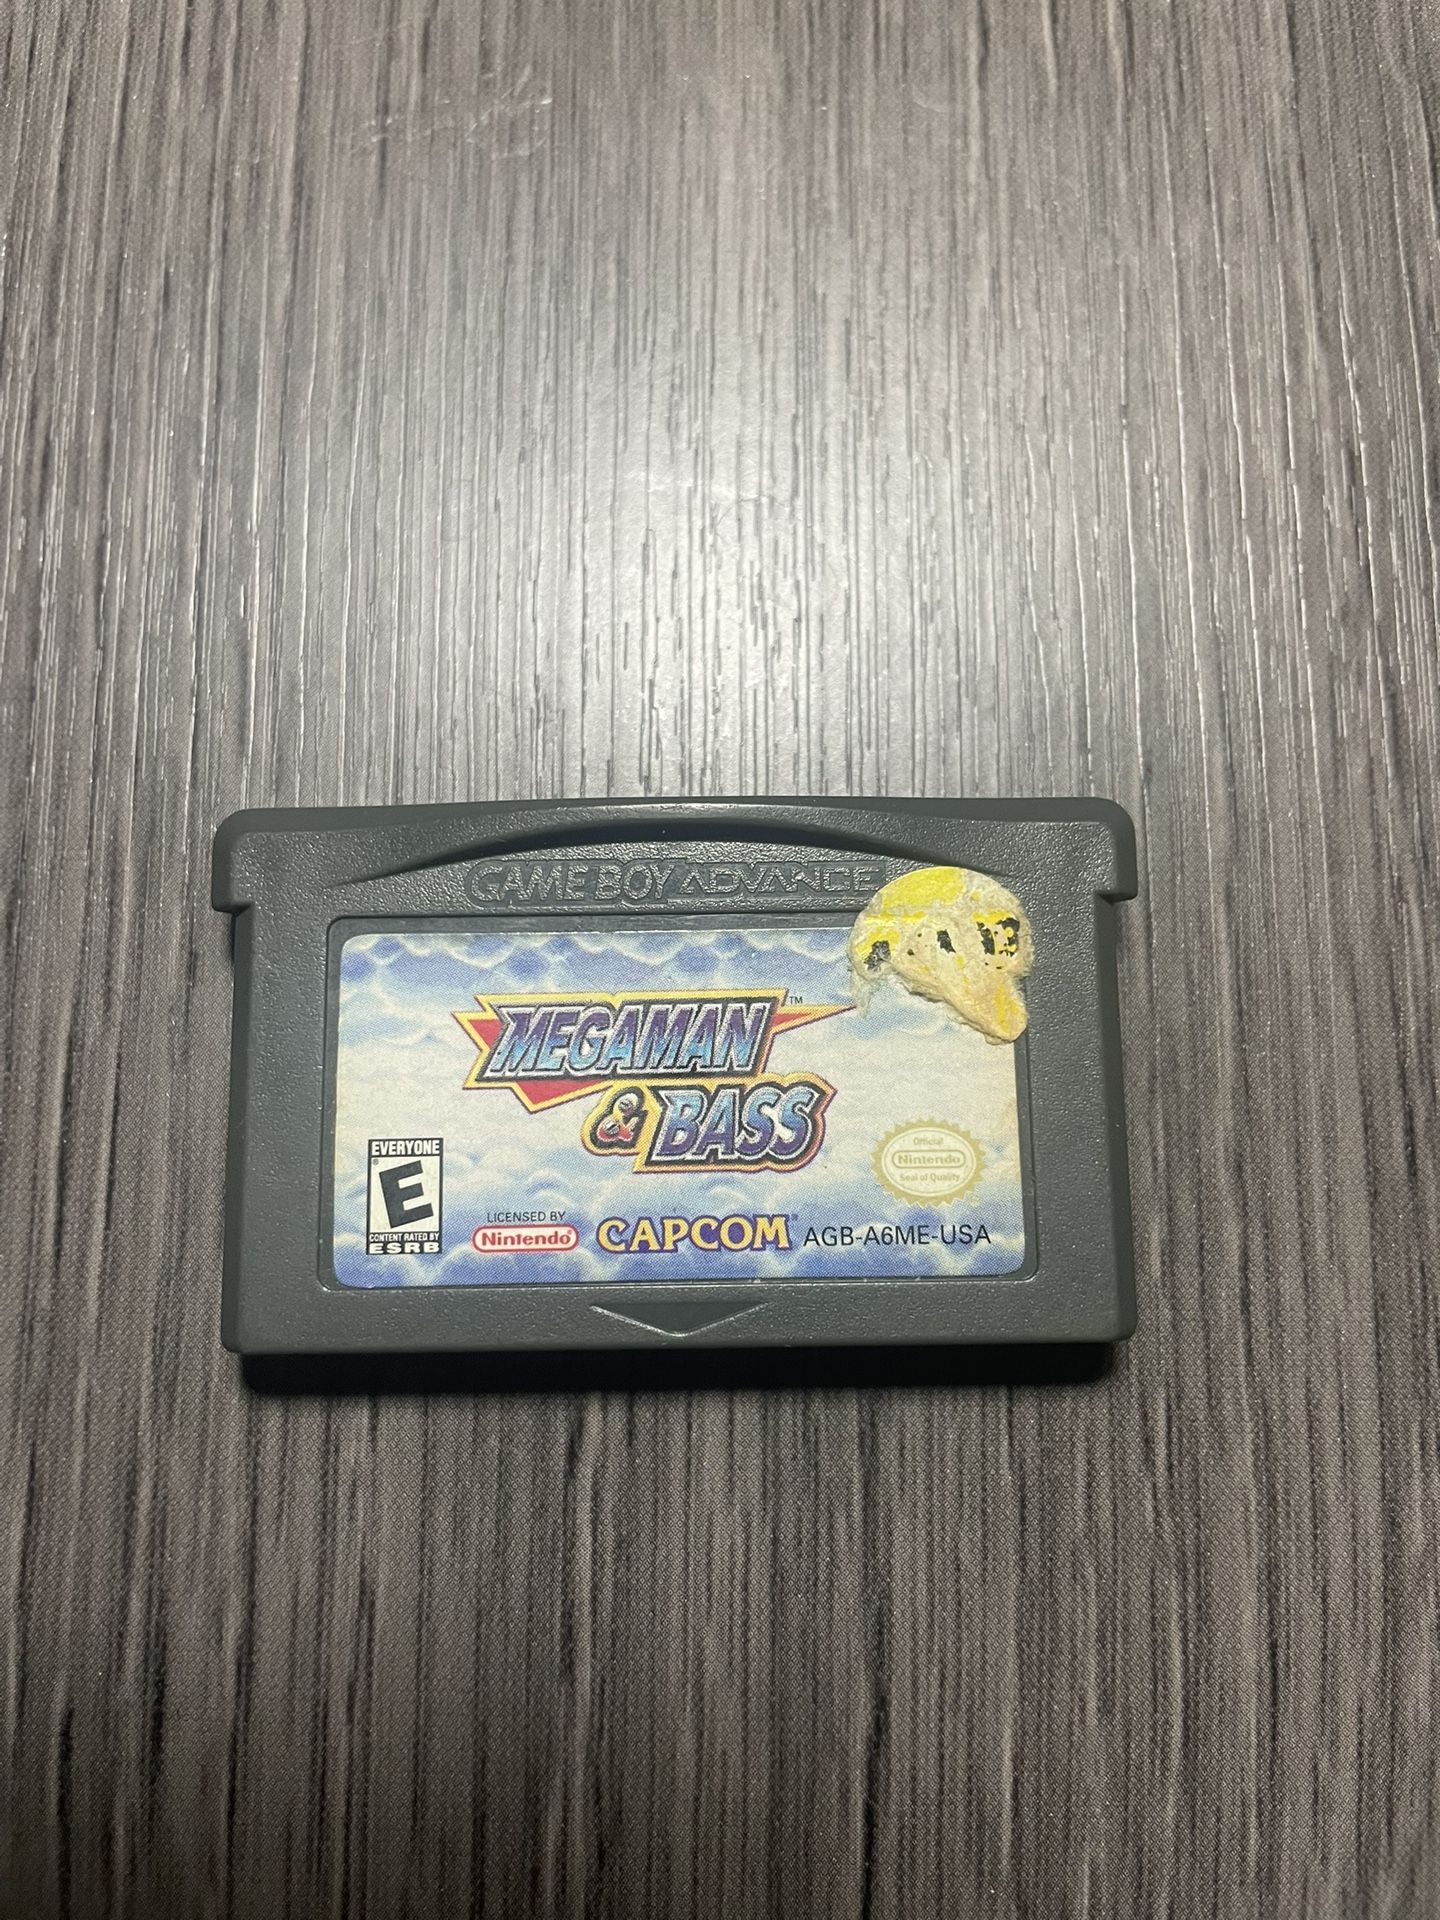 GAME BOY ADVANCE
MEGAMAN™
& BASS
EVERYONE
E
CONTENT RATED BY
ESRB
LICENSED BY
Nintendo®
CAPCOM®
AGB-A6ME-USA
Official
Nintendo
Seal of Quality